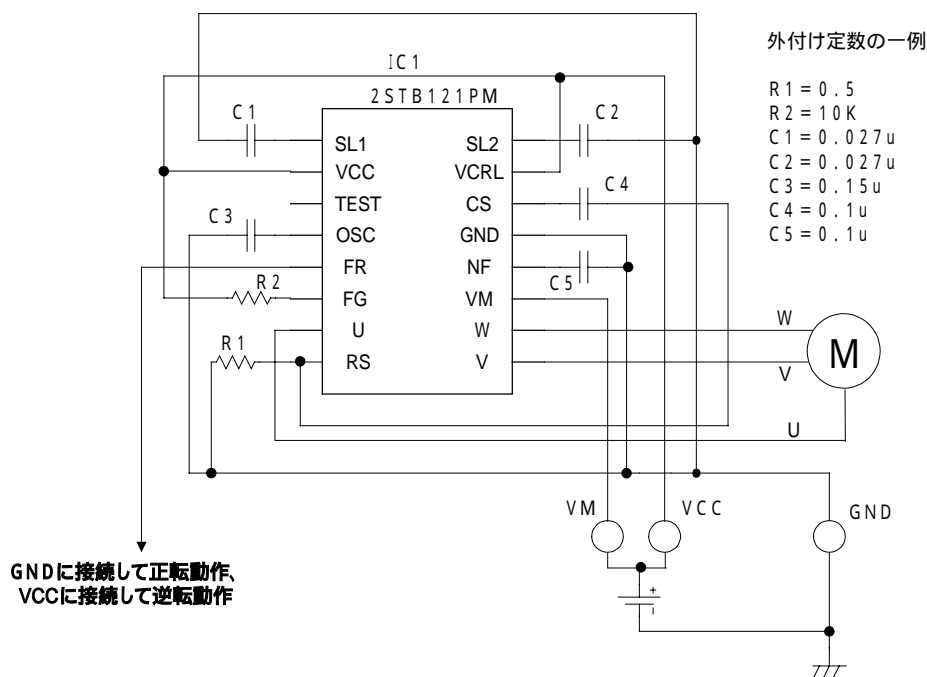 外付け定数の一例
R1=0.5
R2=10K
C1=0.027u
C2=0.027u
C3=0.15u
C4=0.1u
C5=0.1u
IC1
2STB121PM
C1
C2
SL1
SL2
VCC
VCRL
C4
TEST
CS
C3
OSC
GND
FR
NF
C5
R2
FG
VM
U
W
W
R1
RS
V
V
M
U
VM
VCC
GND
GNDに接続して正転動作、
VCCに接続して逆転動作
+
-